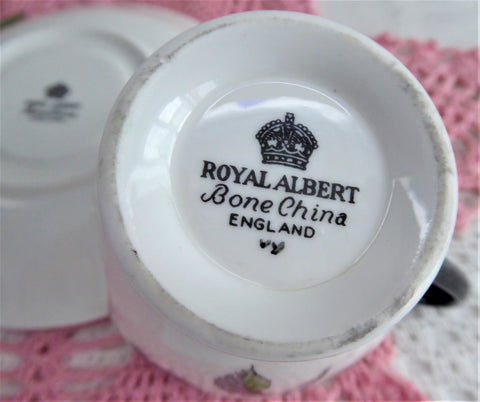 ROYAL ALBERT
Bone China
ENGLAND